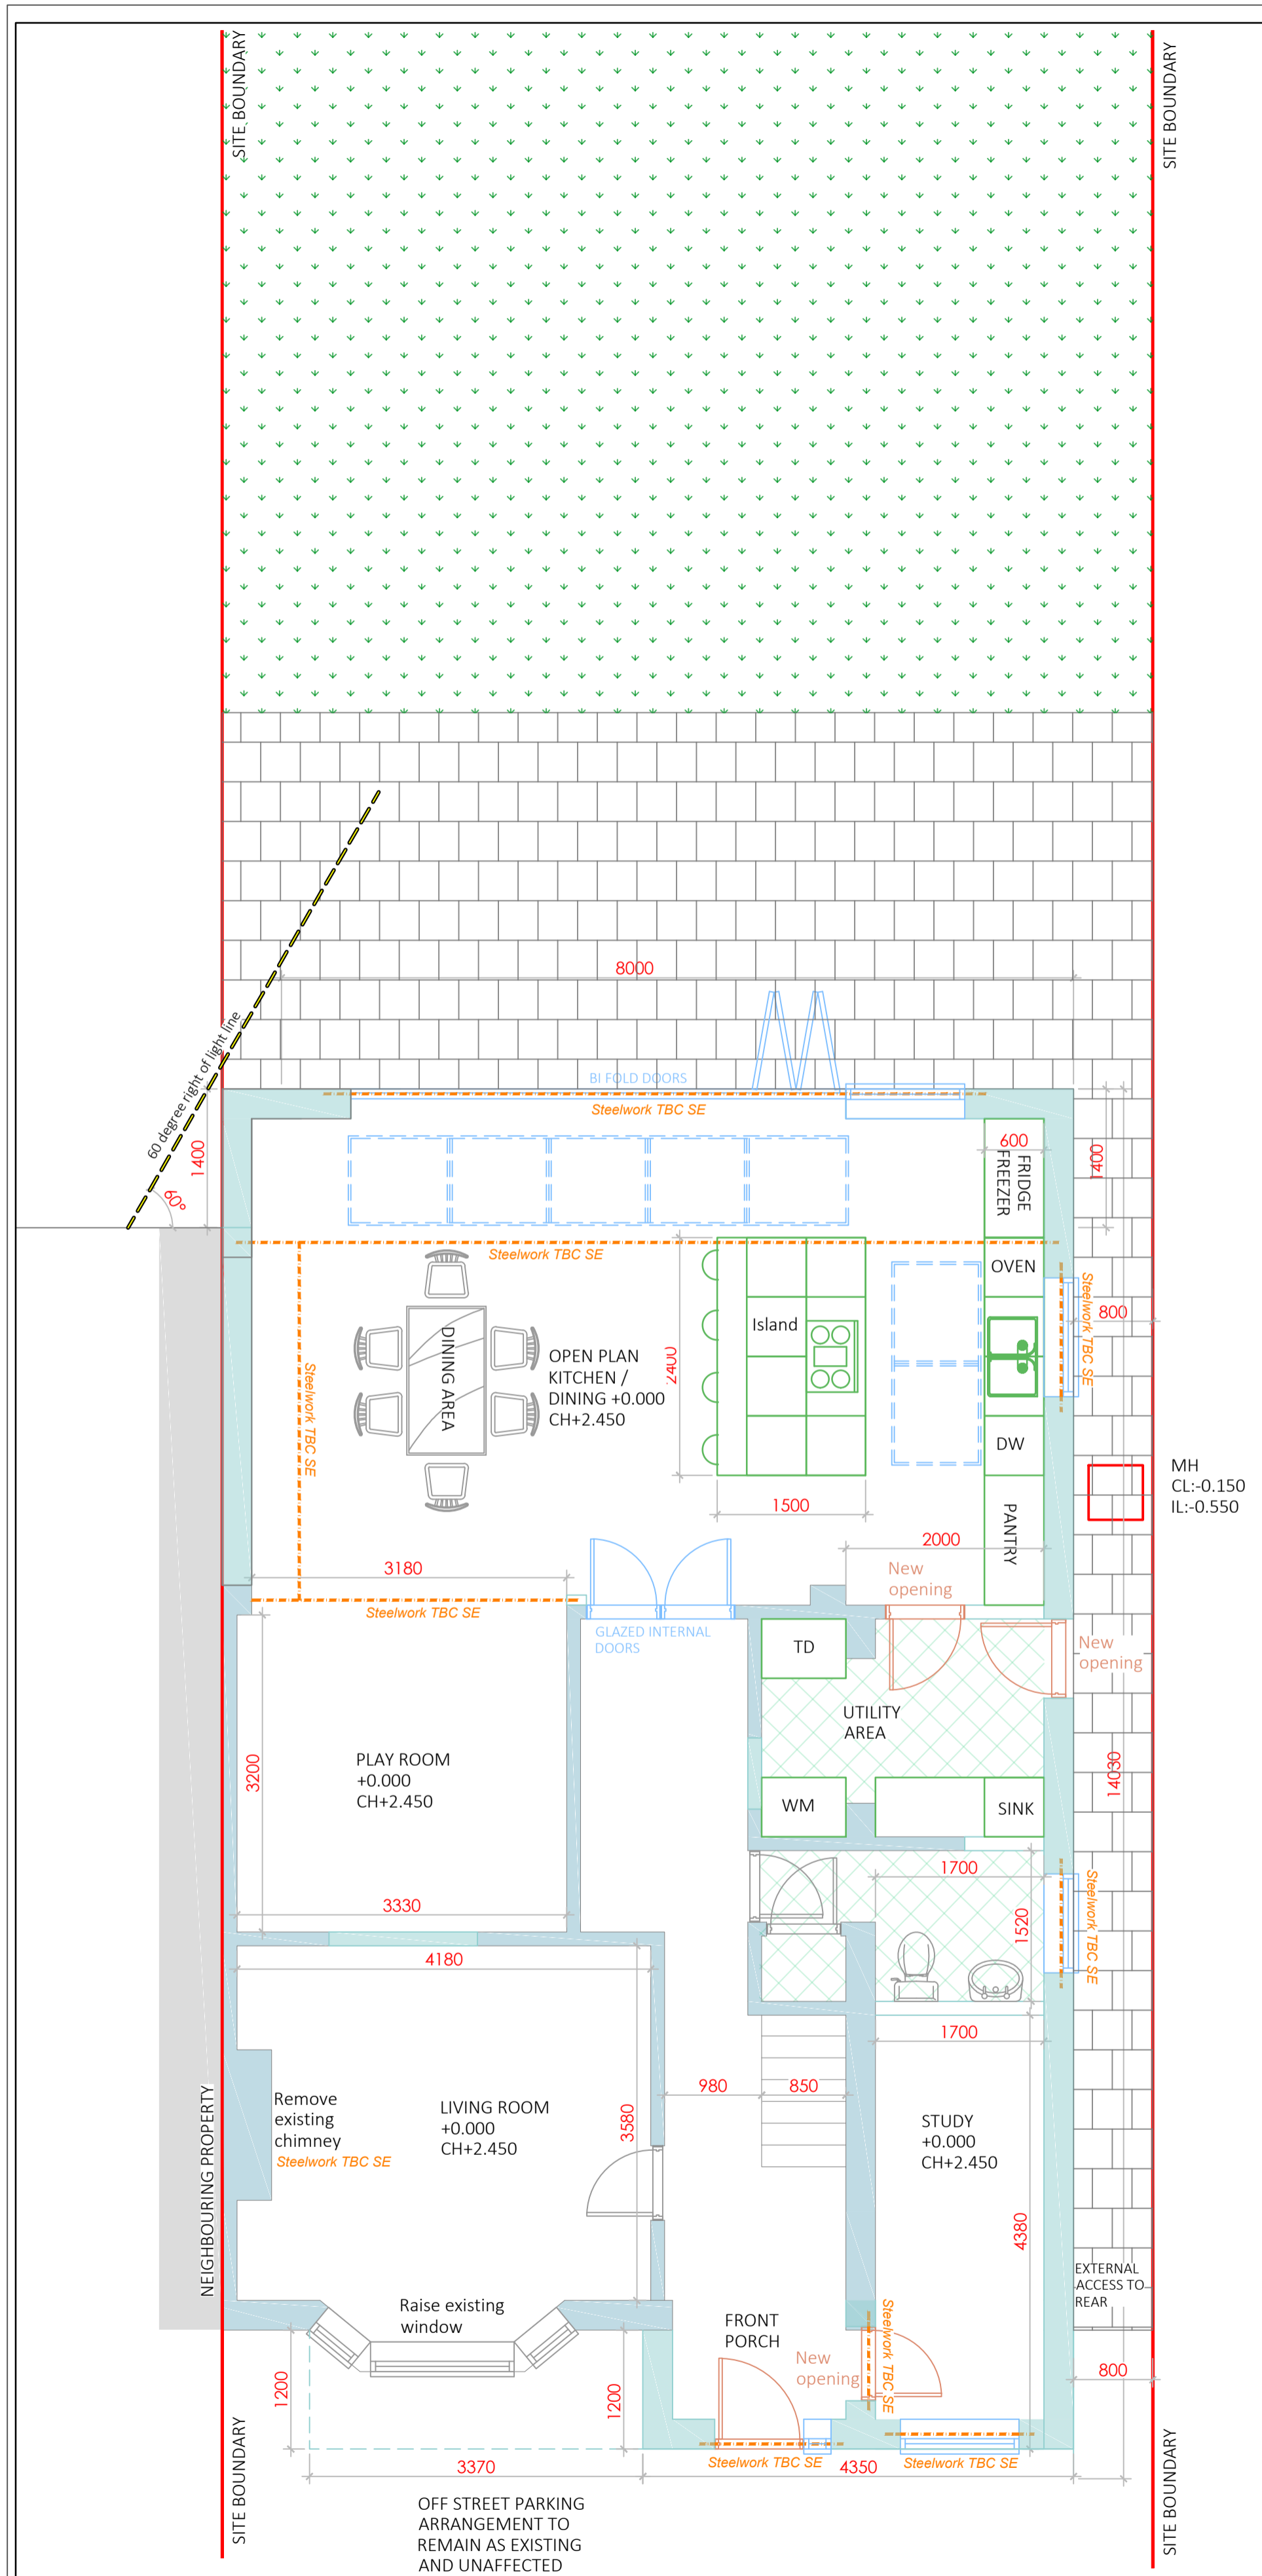 SITE BOUNDARY
SITE BOUNDARY
8000
60 degree right of light line
60°
1400
BI FOLD DOORS
Steelwork TBC SE
600
FRIDGE
FREEZER
1400
Steelwork TBC SE
OVEN
Steelwork TBC SE
800
Island
DINING AREA
OPEN PLAN
KITCHEN /
DINING +0.000
CH+2.450
2400
Steelwork TBC SE
DW
MH
CL:-0.150
IL:-0.550
1500
PANTRY
2000
3180
New
opening
Steelwork TBC SE
GLAZED INTERNAL
DOORS
TD
New
opening
UTILITY
AREA
PLAY ROOM
+0.000
CH+2.450
3200
14030
WM
SINK
3330
1700
1520
Steelwork TBC SE
4180
1700
980
850
Remove
existing
chimney
Steelwork TBC SE
LIVING ROOM
+0.000
CH+2.450
3580
STUDY
+0.000
CH+2.450
4380
NEIGHBOURING PROPERTY
EXTERNAL
ACCESS TO
REAR
Raise existing
window
FRONT
PORCH
New
opening
Steelwork TBC SE
800
1200
1200
Steelwork TBC SE
Steelwork TBC SE
3370
4350
SITE BOUNDARY
SITE BOUNDARY
OFF STREET PARKING
ARRANGEMENT TO
REMAIN AS EXISTING
AND UNAFFECTED